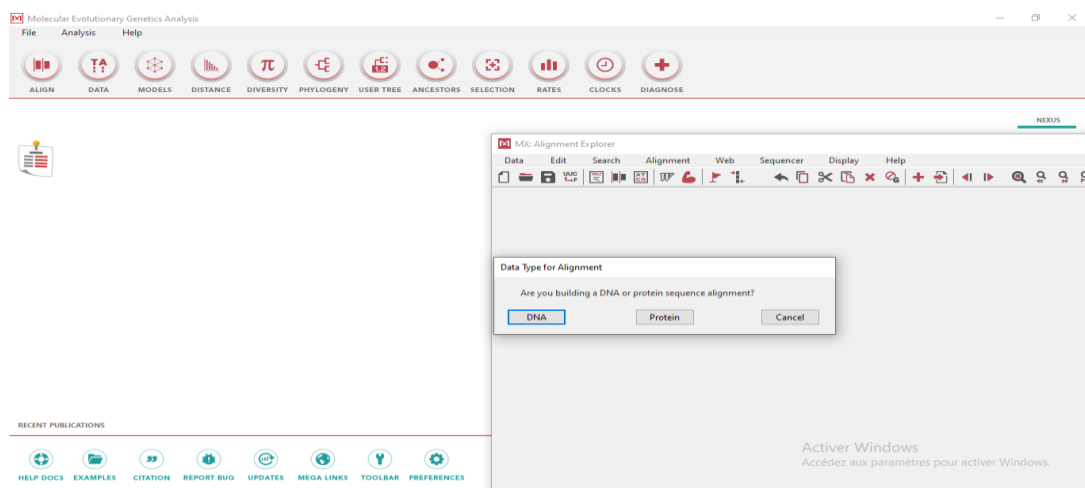 Molecular Evolutionary Genetics Analysis
File Analysis Help
ALIGN DATA MODELS DISTANCE DIVERSITY PHYLOGENY USER TREE ANCESTORS SELECTION RATES CLOCKS DIAGNOSE
NEXUS
MX: Alignment Explorer
Data Edit Search Alignment Web Sequencer Display Help
Data Type for Alignment
Are you building a DNA or protein sequence alignment?
DNA Protein Cancel
RECENT PUBLICATIONS
Activer Windows
Accédez aux paramètres pour activer Windows.
HELP DOCS EXAMPLES CITATION REPORT BUG UPDATES MEGA LINKS TOOLBAR PREFERENCES